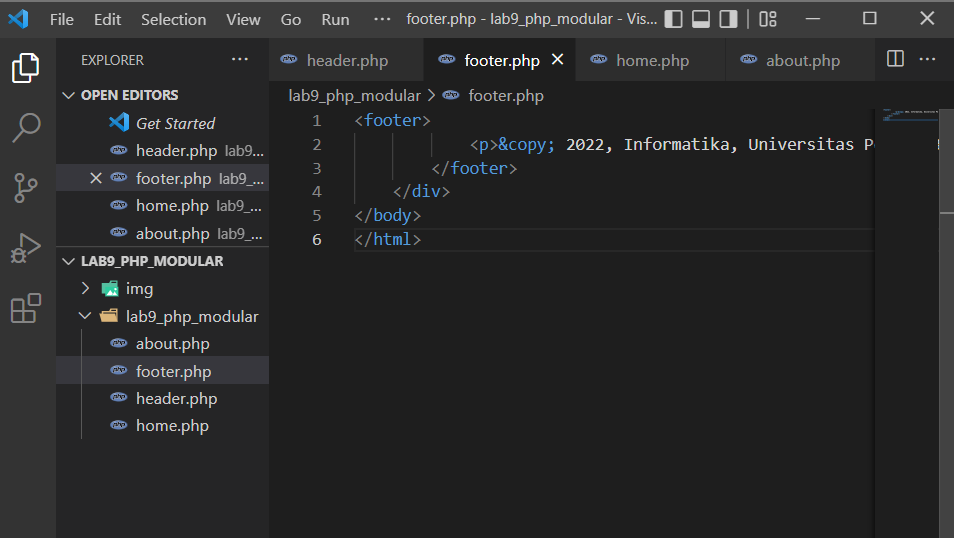 File Edit Selection View Go Run ··· footer.php - lab9_php_modular - Vis...
EXPLORER ···
OPEN EDITORS
Get Started
header.php lab9...
footer.php lab9_...
home.php lab9_...
about.php lab9_...
LAB9_PHP_MODULAR
img
lab9_php_modular
about.php
footer.php
header.php
home.php
header.php footer.php home.php about.php ···
lab9_php_modular > footer.php
1 <footer>
2 <p>&copy; 2022, Informatika, Universitas
3 </footer>
4 </div>
5 </body>
6 </html>